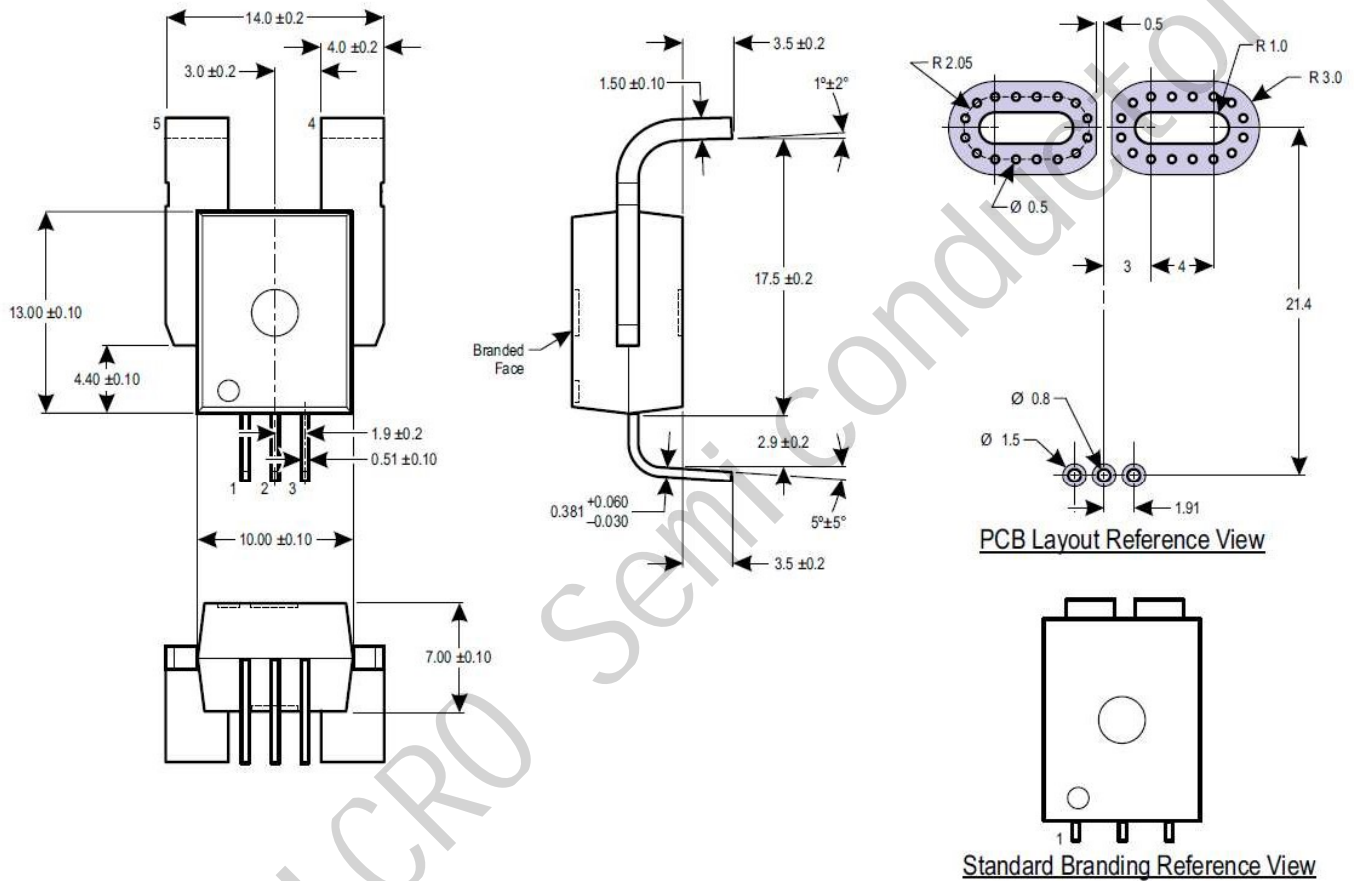 14.0 ±0.2
4.0 ±0.2
3.0 ±0.2
5
4
13.00 ±0.10
4.40 ±0.10
1.9 ±0.2
0.51 ±0.10
1
2
3
10.00 ±0.10
7.00 ±0.10
3.5 ±0.2
1.50 ±0.10
1°±2°
17.5 ±0.2
Branded
Face
2.9 ±0.2
0.381 +0.060
−0.030
5°±5°
3.5 ±0.2
0.5
R 2.05
R 1.0
R 3.0
Ø 0.5
3
4
21.4
Ø 0.8
Ø 1.5
1.91
PCB Layout Reference View
1
Standard Branding Reference View
CRO Semi conductor